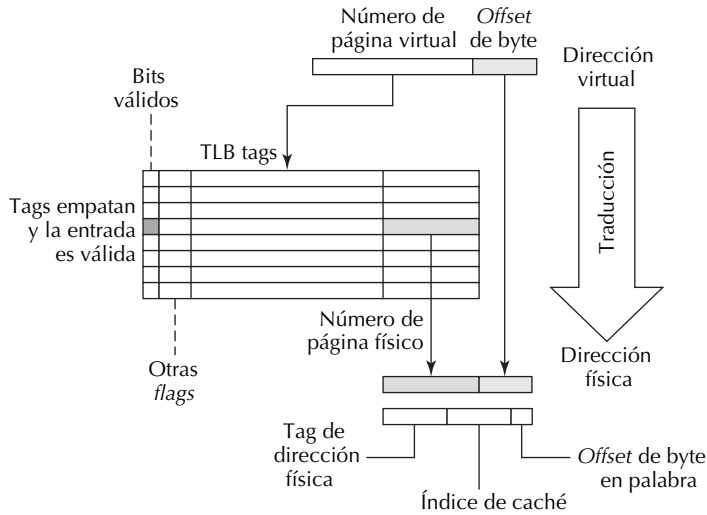 Número de
página virtual
Offset
de byte
Dirección
virtual
Bits
válidos
TLB tags
Tags empatan
y la entrada
es válida
Traducción
Número de
página físico
Otras
flags
Dirección
física
Tag de
dirección
física
Offset de byte
en palabra
Índice de caché